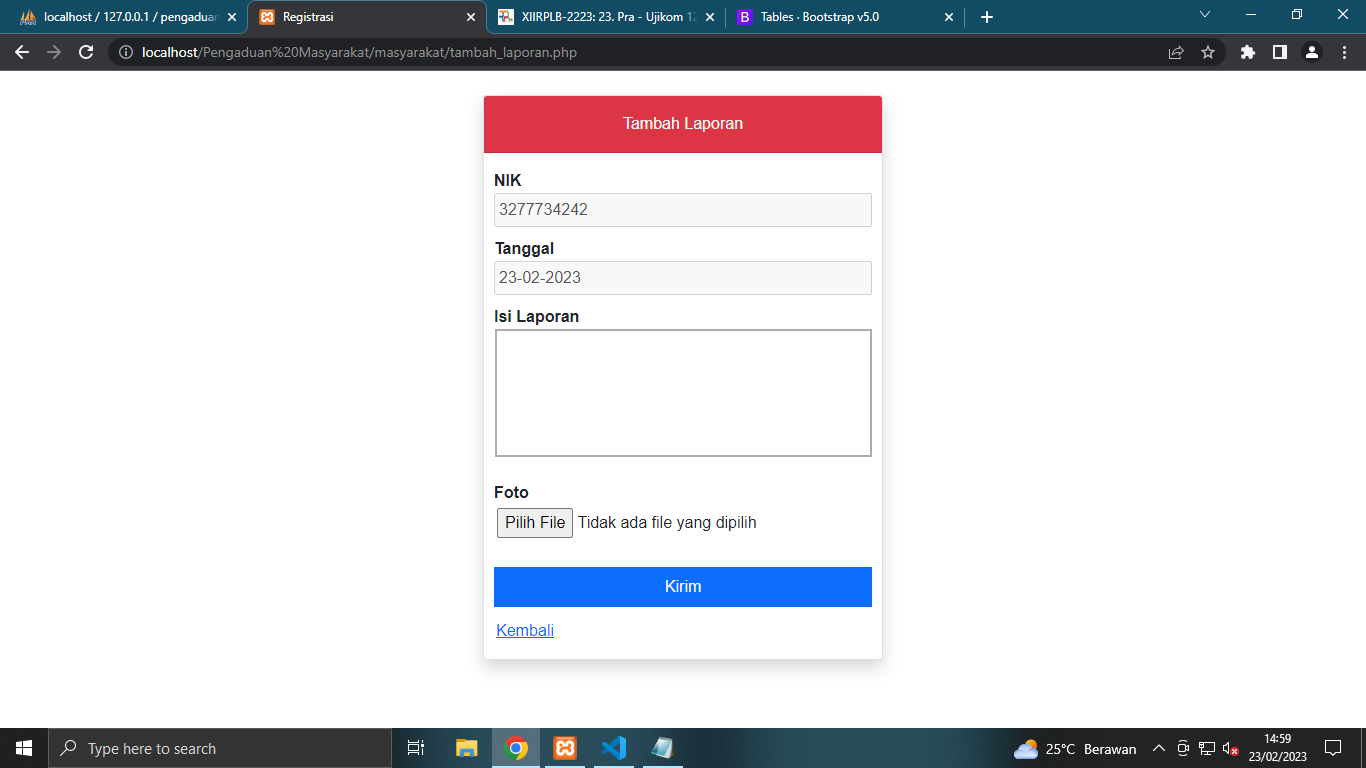 localhost / 127.0.0.1 / pengaduan
Registrasi
XIIRPLB-2223: 23. Pra - Ujikom 12
Tables · Bootstrap v5.0
localhost/Pengaduan%20Masyarakat/masyarakat/tambah_laporan.php
Tambah Laporan
NIK
3277734242
Tanggal
23-02-2023
Isi Laporan
Foto
Pilih File Tidak ada file yang dipilih
Kirim
Kembali
Type here to search
25°C Berawan
14:59
23/02/2023